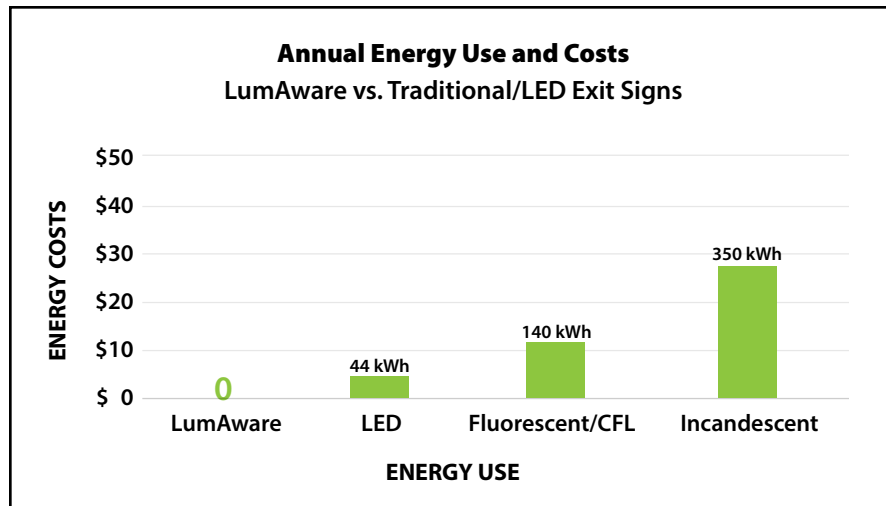 Annual Energy Use and Costs
LumAware vs. Traditional/LED Exit Signs
ENERGY COSTS
$50
$40
$30
$20
$10
$ 0
0
44 kWh
140 kWh
350 kWh
LumAware
LED
Fluorescent/CFL
Incandescent
ENERGY USE